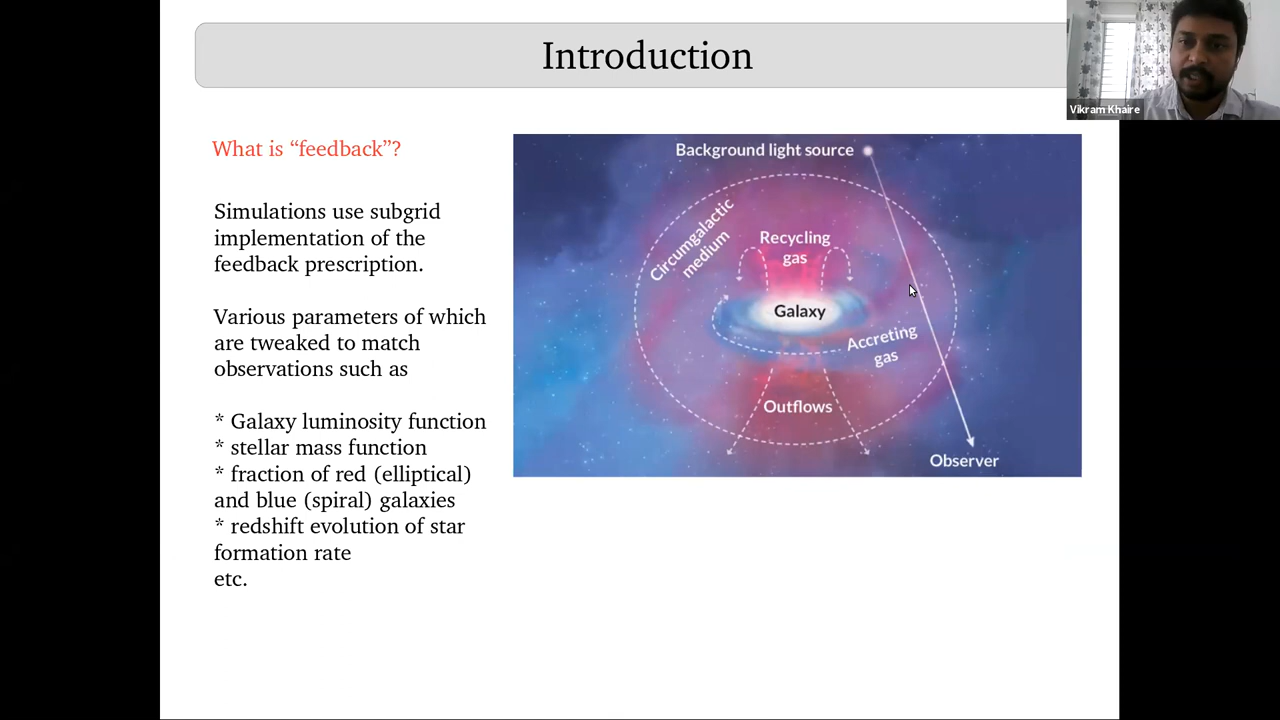 Introduction
Vikram Khaire
What is “feedback”?
Simulations use subgrid
implementation of the
feedback prescription.
Various parameters of which
are tweaked to match
observations such as
* Galaxy luminosity function
* stellar mass function
* fraction of red (elliptical)
and blue (spiral) galaxies
* redshift evolution of star
formation rate
etc.
Background light source
Circumgalactic
medium
Recycling
gas
Galaxy
Accreting
gas
Outflows
Observer